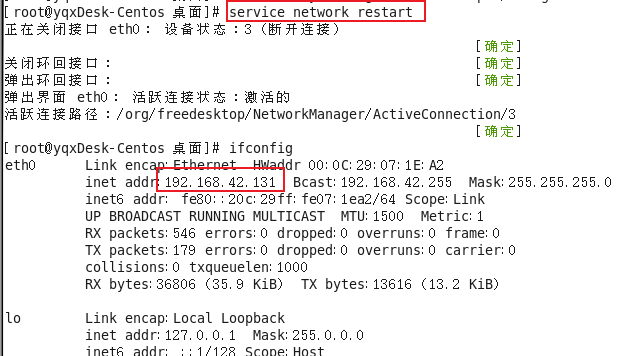 [root@yqxDesk-Centos 桌面]# service network restart
正在关闭接口 eth0： 设备状态：3 (断开连接)
[确定]
关闭环回接口： [确定]
弹出环回接口： [确定]
弹出界面 eth0： 活跃连接状态：激活的
活跃连接路径：/org/freedesktop/NetworkManager/ActiveConnection/3
[确定]
[root@yqxDesk-Centos 桌面]# ifconfig
eth0 Link encap:Ethernet HWaddr 00:0C:29:07:1E:A2
inet addr:192.168.42.131 Bcast:192.168.42.255 Mask:255.255.255.0
inet6 addr: fe80::20c:29ff:fe07:1ea2/64 Scope:Link
UP BROADCAST RUNNING MULTICAST MTU:1500 Metric:1
RX packets:546 errors:0 dropped:0 overruns:0 frame:0
TX packets:179 errors:0 dropped:0 overruns:0 carrier:0
collisions:0 txqueuelen:1000
RX bytes:36806 (35.9 KiB) TX bytes:13616 (13.2 KiB)
lo Link encap:Local Loopback
inet addr:127.0.0.1 Mask:255.0.0.0
inet6 addr: ::1/128 Scope:Host